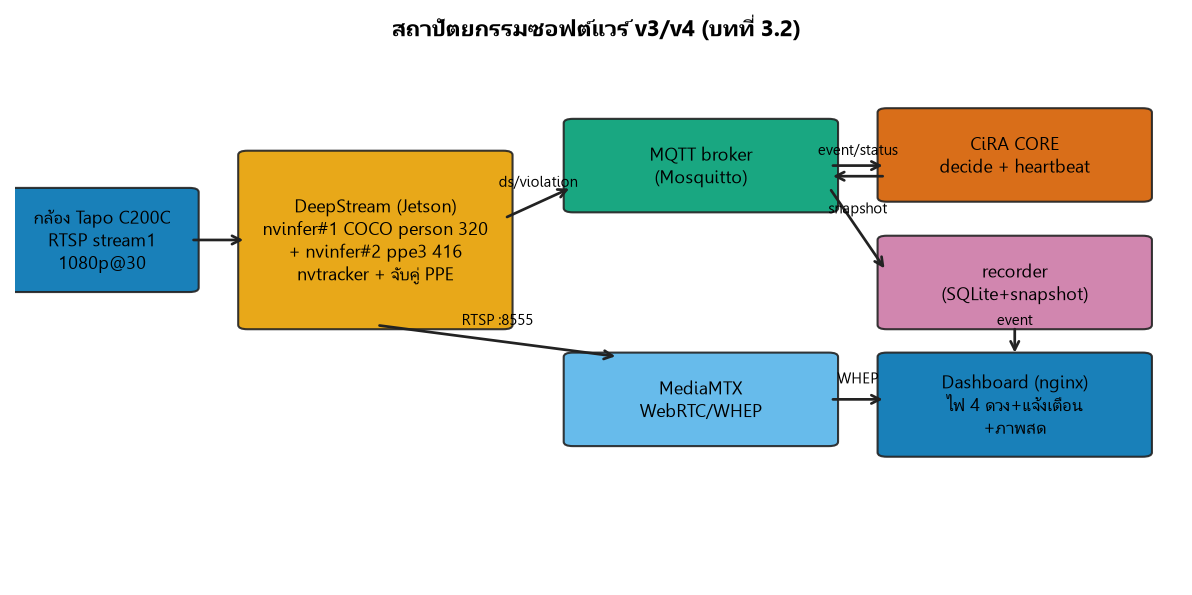 สถาปัตยกรรมซอฟต์แวร์ v3/v4 (บทที่ 3.2)
กล้อง Tapo C200C
RTSP stream1
1080p@30
DeepStream (Jetson)
nvinfer#1 COCO person 320
+ nvinfer#2 ppe3 416
nvtracker + จับคู่ PPE
ds/violation
MQTT broker
(Mosquitto)
event/status
CiRA CORE
decide + heartbeat
snapshot
recorder
(SQLite+snapshot)
event
RTSP :8555
MediaMTX
WebRTC/WHEP
WHEP
Dashboard (nginx)
ไฟ 4 ดวง+แจ้งเตือน
+ภาพสด